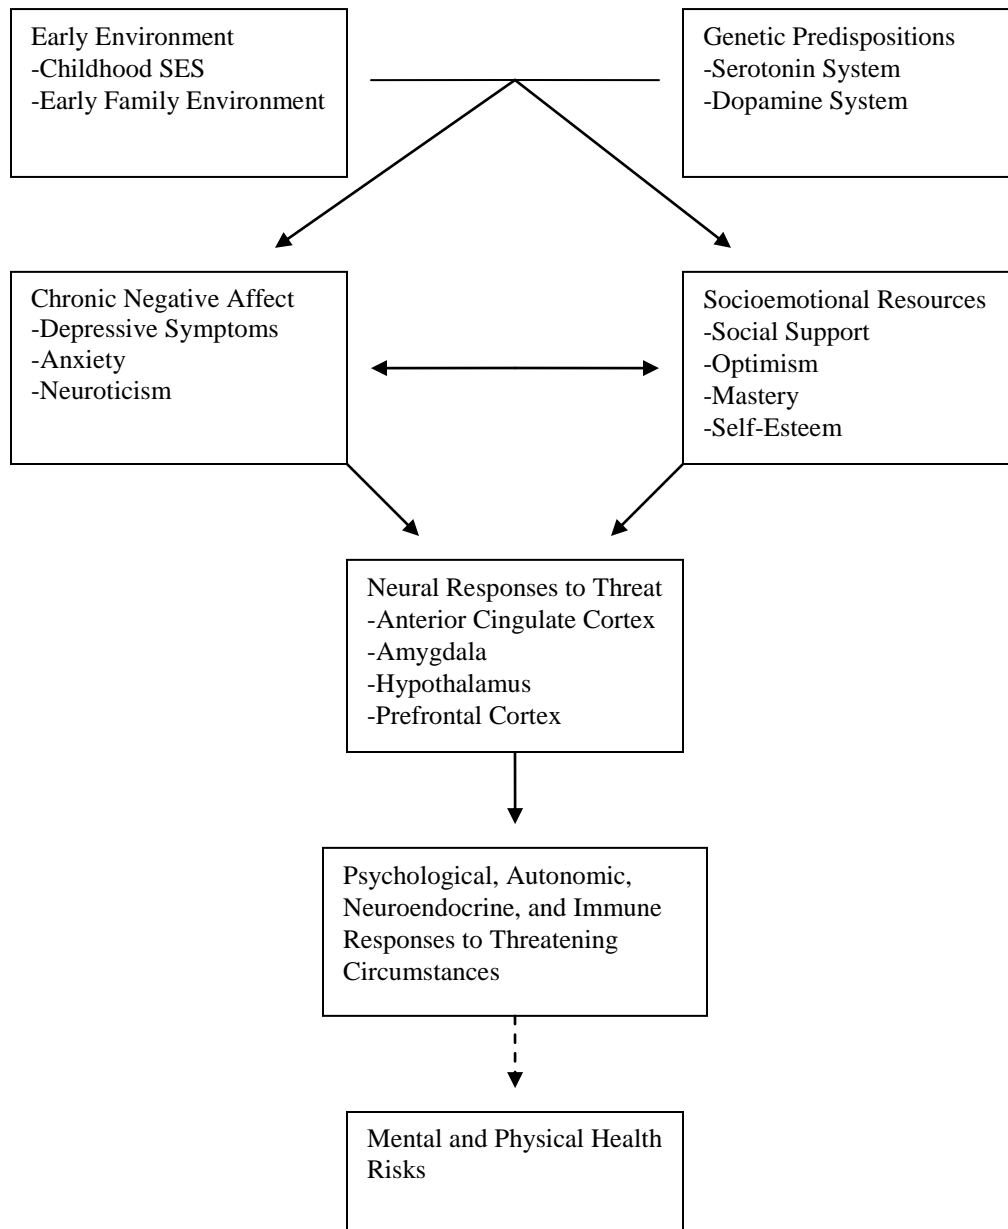 Early Environment
-Childhood SES
-Early Family Environment
Genetic Predispositions
-Serotonin System
-Dopamine System
Chronic Negative Affect
-Depressive Symptoms
-Anxiety
-Neuroticism
Socioemotional Resources
-Social Support
-Optimism
-Mastery
-Self-Esteem
Neural Responses to Threat
-Anterior Cingulate Cortex
-Amygdala
-Hypothalamus
-Prefrontal Cortex
Psychological, Autonomic,
Neuroendocrine, and Immune
Responses to Threatening
Circumstances
Mental and Physical Health
Risks